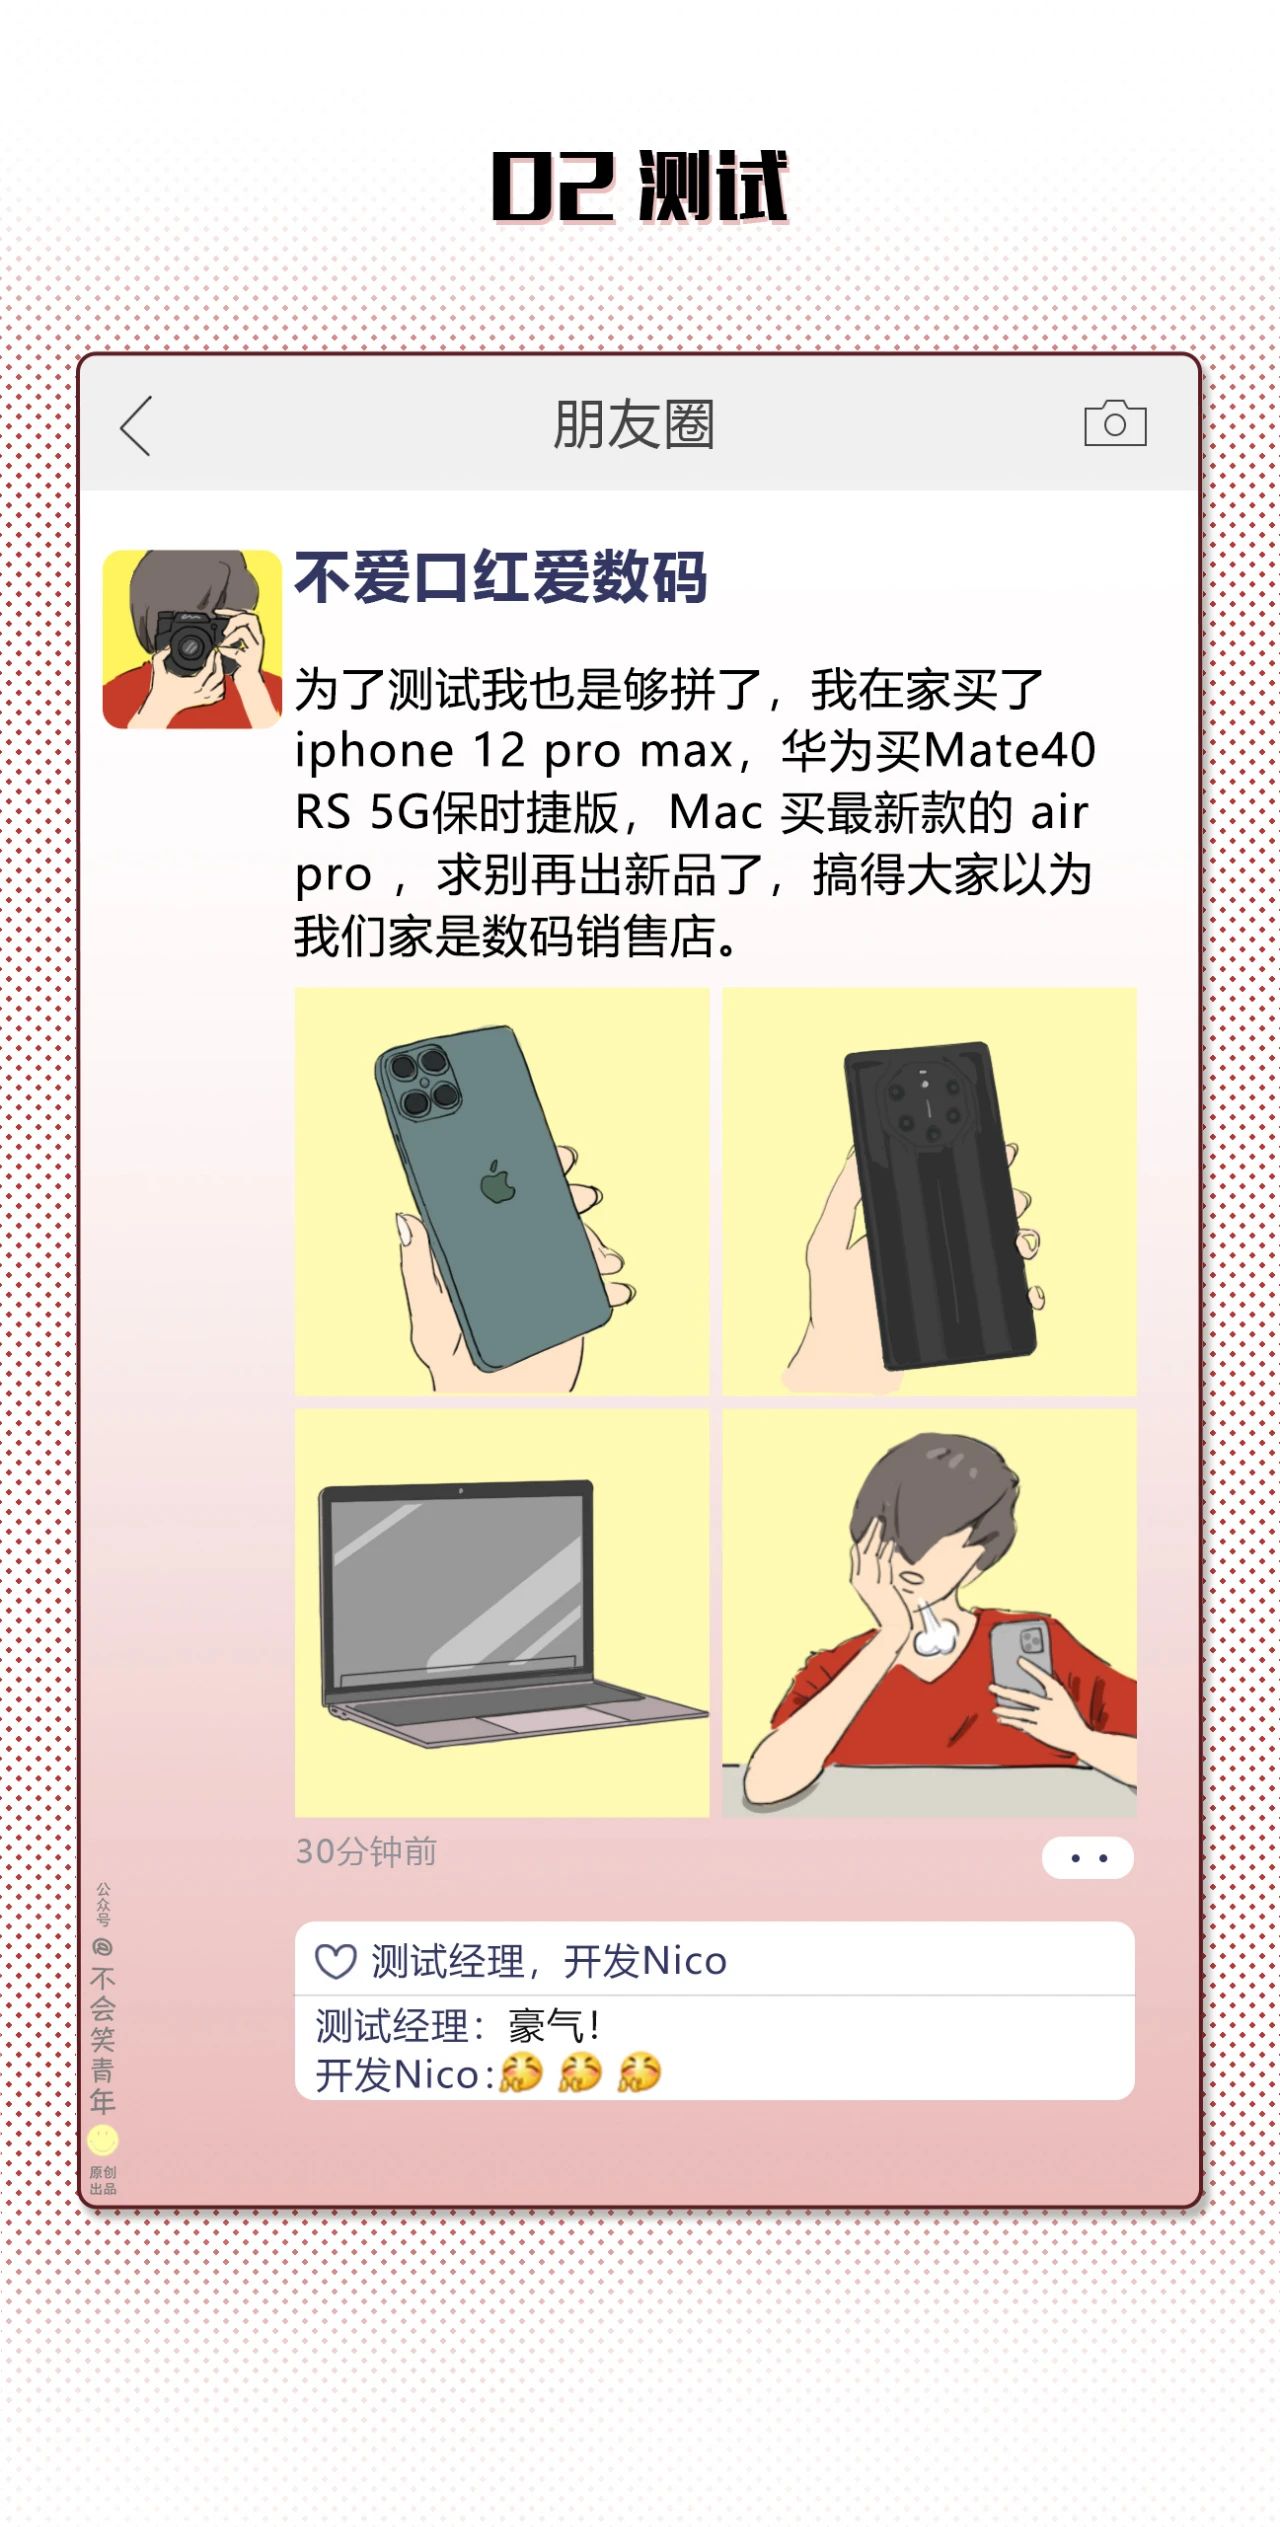 02 测试
朋友圈
不爱口红爱数码
为了测试我也是够拼了，我在家买了
iphone 12 pro max，华为买Mate40
RS 5G保时捷版，Mac 买最新款的 air
pro ，求别再出新品了，搞得大家以为
我们家是数码销售店。
30分钟前
测试经理，开发Nico
测试经理：豪气！
开发Nico:
公众号
@不会笑青年
原创
出品